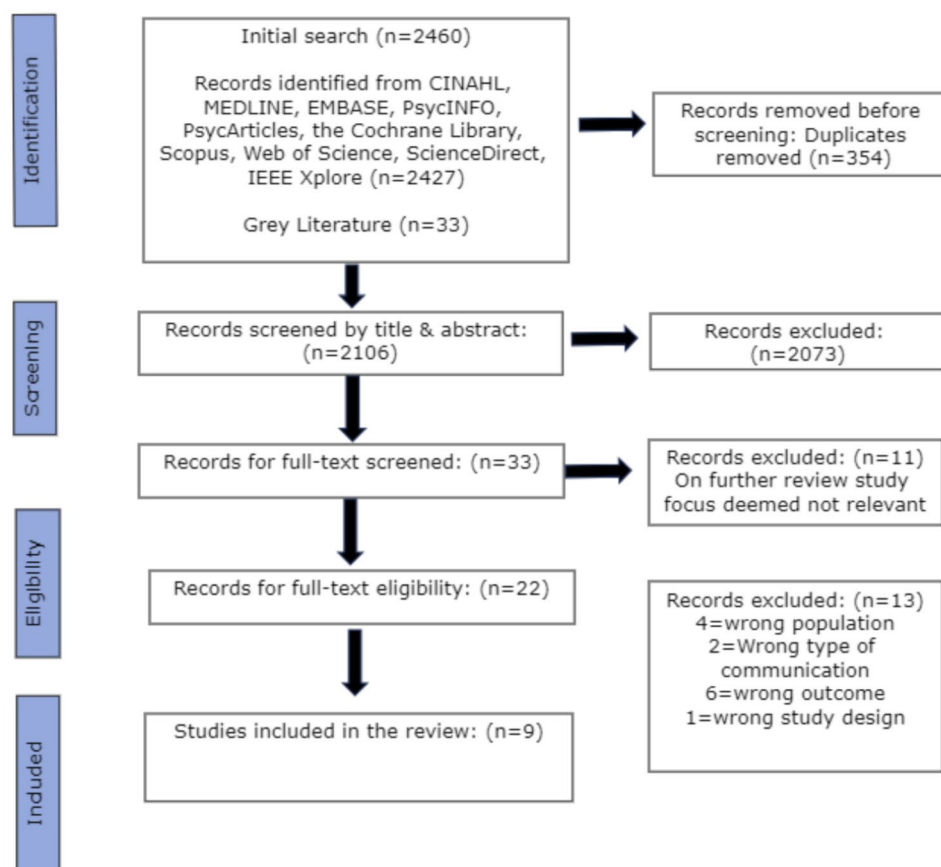 Identification
Initial search (n=2460)
Records identified from CINAHL,
MEDLINE, EMBASE, PsycINFO,
PsycArticles, the Cochrane Library,
Scopus, Web of Science, ScienceDirect,
IEEE Xplore (n=2427)
Grey Literature (n=33)
Records removed before
screening: Duplicates
removed (n=354)
Screening
Records screened by title & abstract:
(n=2106)
Records excluded:
(n=2073)
Records for full-text screened: (n=33)
Records excluded: (n=11)
On further review study
focus deemed not relevant
Eligibility
Records for full-text eligibility: (n=22)
Records excluded: (n=13)
4=wrong population
2=Wrong type of
communication
6=wrong outcome
1=wrong study design
Included
Studies included in the review: (n=9)